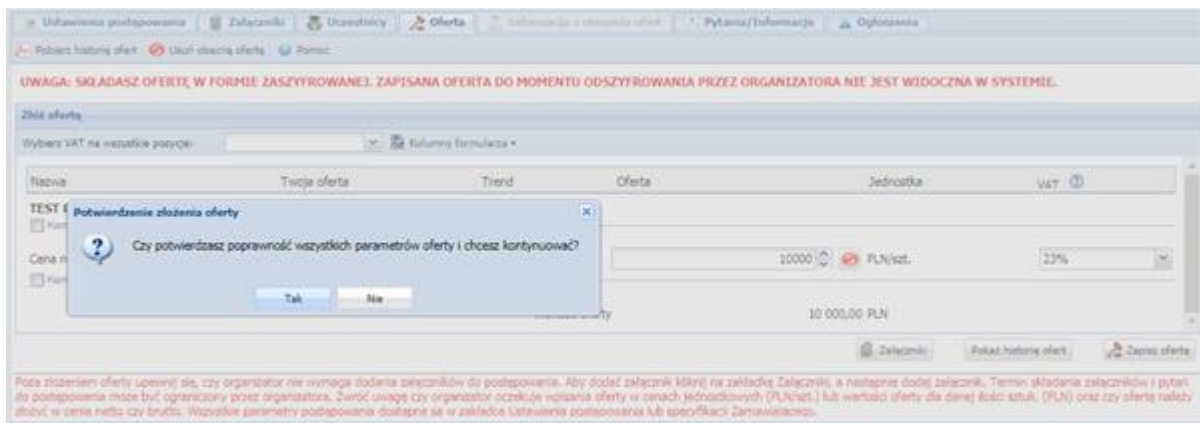 Ustawienia postępowania Załączniki Uczestnicy Oferta Informacja o otwarciu ofert Pytania/Informacje Ogłoszenia
Pobierz historię ofert Usuń obecną ofertę Pomoc
UWAGA: SKŁADASZ OFERTĘ W FORMIE ZASZYFROWANEJ. ZAPISANA OFERTA DO MOMENTU ODSZYFROWANIA PRZEZ ORGANIZATORA NIE JEST WIDOCZNA W SYSTEMIE.
Złóż ofertę
Wybierz VAT na wszystkie pozycje: Kolumny formularza
Nazwa Twoja oferta Trend Oferta Jednostka VAT
TEST
Potwierdzenie złożenia oferty
Czy potwierdzasz poprawność wszystkich parametrów oferty i chcesz kontynuować?
Cena 10000 PLN/szt. 23%
Tak Nie
oferty 10 000,00 PLN
Załączniki Pokaż historię ofert Zapisz ofertę
Poza złożeniem oferty upewnij się, czy organizator nie wymaga dodania załączników do postępowania. Aby dodać załącznik kliknij na zakładkę Załączniki, a następnie dodaj załącznik. Termin składania załączników i pytań
do postępowania może być ograniczony przez organizatora. Zwróć uwagę czy organizator oczekuje wpisania oferty w cenach jednostkowych (PLN/szt.) lub wartości oferty dla danej ilości sztuk. (PLN) oraz czy ofertę należy
złożyć w cenie netto czy brutto. Wszystkie parametry postępowania dostępne są w zakładce Ustawienia postępowania lub specyfikacji Zamawiającego.